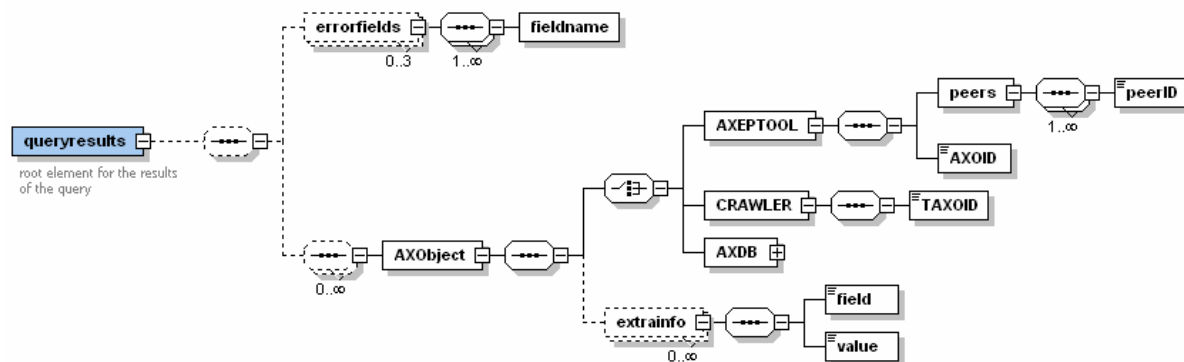 errorfields
fieldname
0..3
1..∞
peers
peerID
AXEPTOOL
1..∞
queryresults
AXOID
root element for the results
of the query
CRAWLER
TAXOID
AXObject
AXDB
0..∞
field
extrainfo
0..∞
value